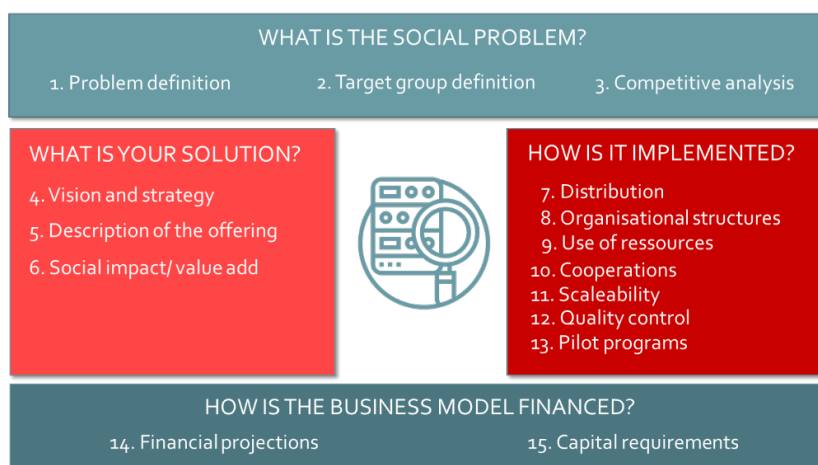 WHAT IS THE SOCIAL PROBLEM?
1. Problem definition
2. Target group definition
3. Competitive analysis
WHAT IS YOUR SOLUTION?
4. Vision and strategy
5. Description of the offering
6. Social impact/ value add
HOW IS IT IMPLEMENTED?
7. Distribution
8. Organisational structures
9. Use of ressources
10. Cooperations
11. Scaleability
12. Quality control
13. Pilot programs
HOW IS THE BUSINESS MODEL FINANCED?
14. Financial projections
15. Capital requirements